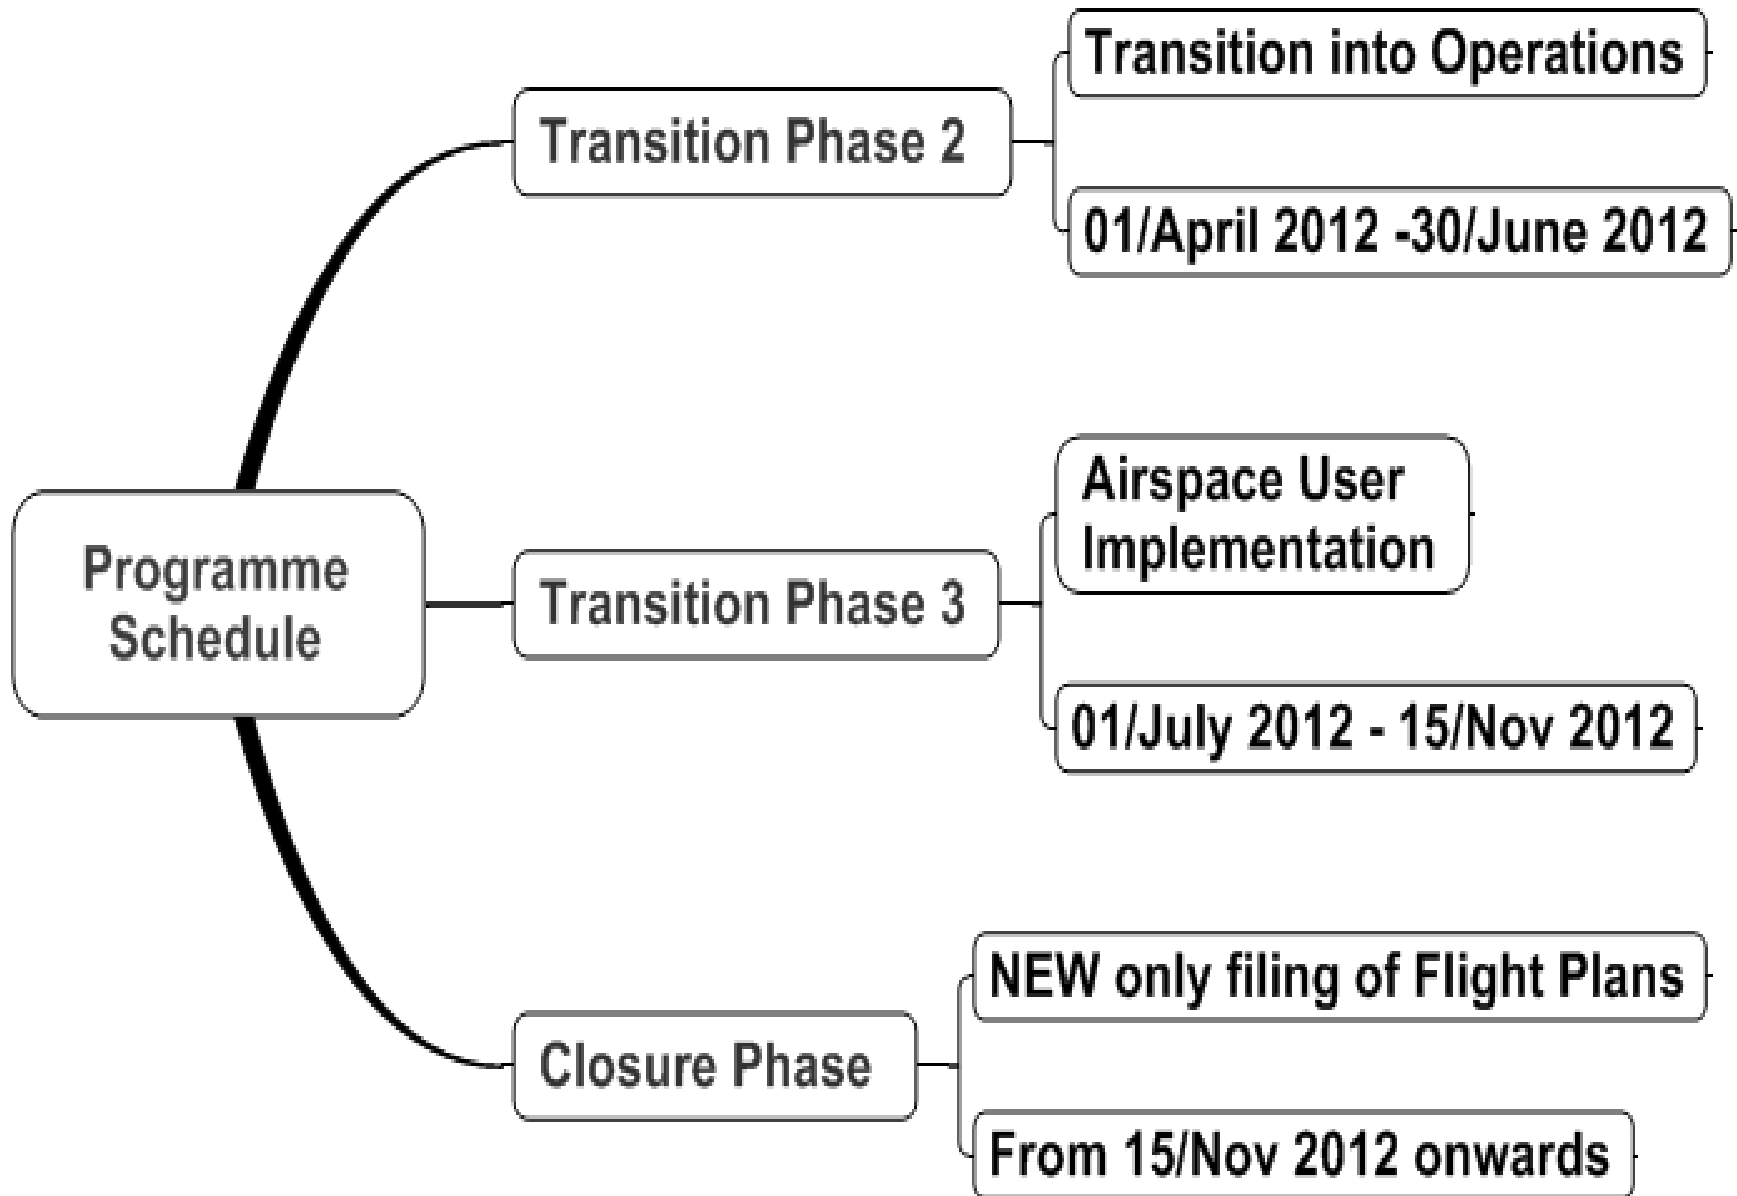 Transition into Operations
Transition Phase 2
01/April 2012 -30/June 2012
Airspace User
Implementation
Programme
Schedule
Transition Phase 3
01/July 2012 - 15/Nov 2012
NEW only filing of Flight Plans
Closure Phase
From 15/Nov 2012 onwards